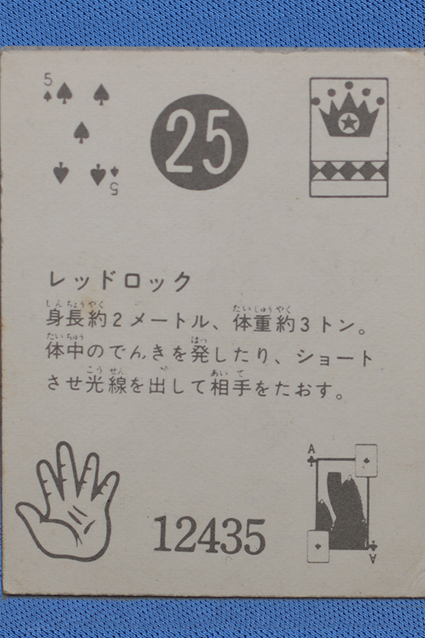 5
25
レッドロック
身長約2メートル、体重約3トン。
体中のでんきを発したり、ショート
させ光線を出して相手をたおす。
5
12435
A
A